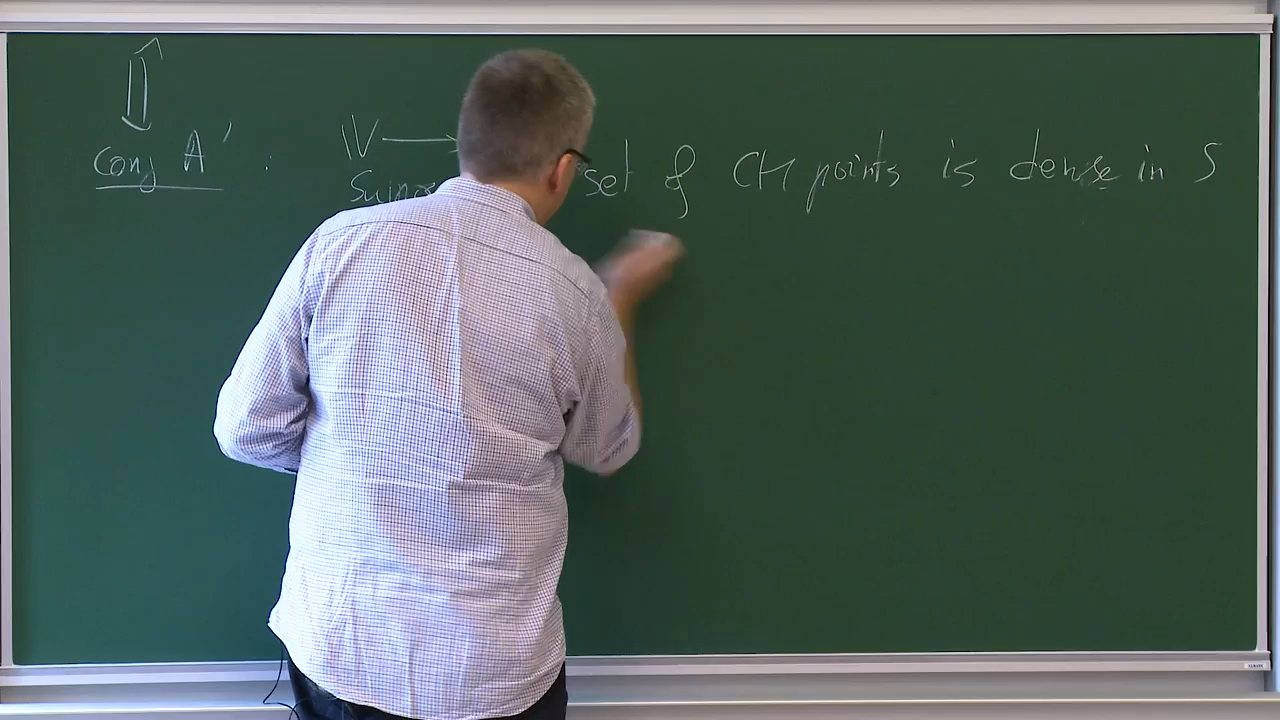 ⇕
Conj A' : V →
set of CM points is dense in S